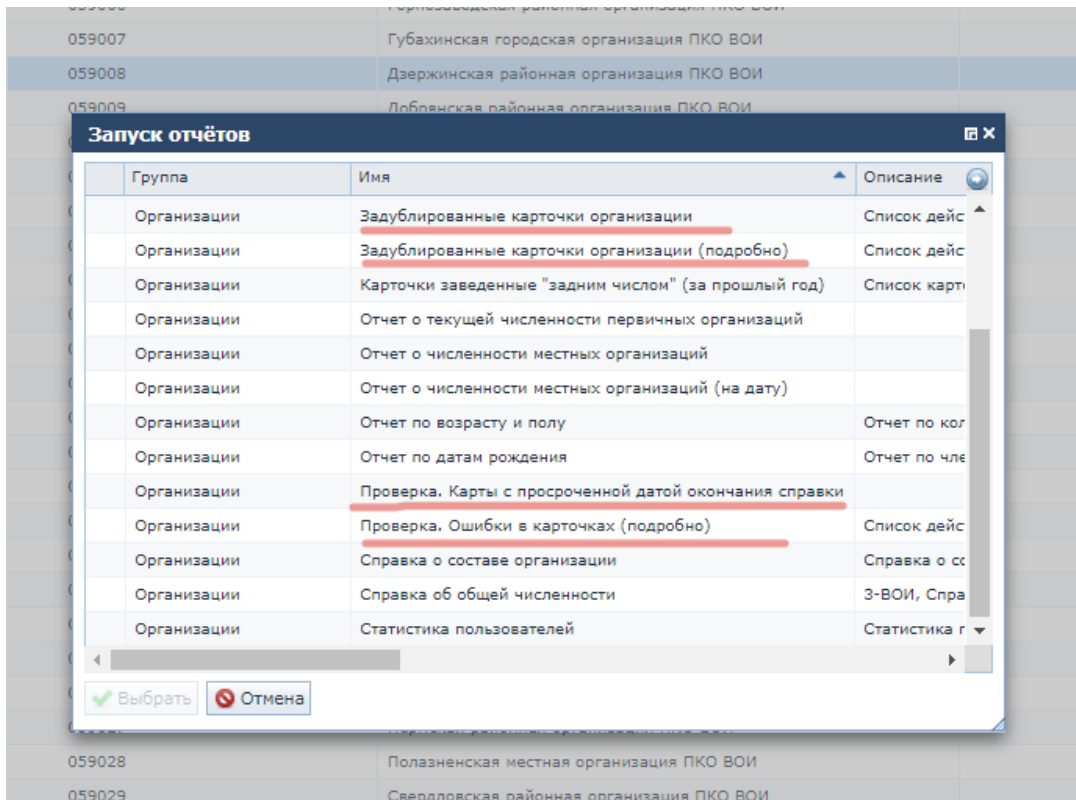 059007 Губахинская городская организация ПКО ВОИ
059008 Дзержинская районная организация ПКО ВОИ
059009 Добрянская районная организация ПКО ВОИ
Запуск отчётов
Группа Имя Описание
Организации Задублированные карточки организации Список дейс
Организации Задублированные карточки организации (подробно) Список дейс
Организации Карточки заведенные "задним числом" (за прошлый год) Список карт
Организации Отчет о текущей численности первичных организаций
Организации Отчет о численности местных организаций
Организации Отчет о численности местных организаций (на дату)
Организации Отчет по возрасту и полу Отчет по кол
Организации Отчет по датам рождения Отчет по чле
Организации Проверка. Карты с просроченной датой окончания справки
Организации Проверка. Ошибки в карточках (подробно) Список дейс
Организации Справка о составе организации Справка о со
Организации Справка об общей численности 3-ВОИ, Спра
Организации Статистика пользователей Статистика г
Выбрать Отмена
059028 Полазненская местная организация ПКО ВОИ
059029 Свердловская районная организация ПКО ВОИ